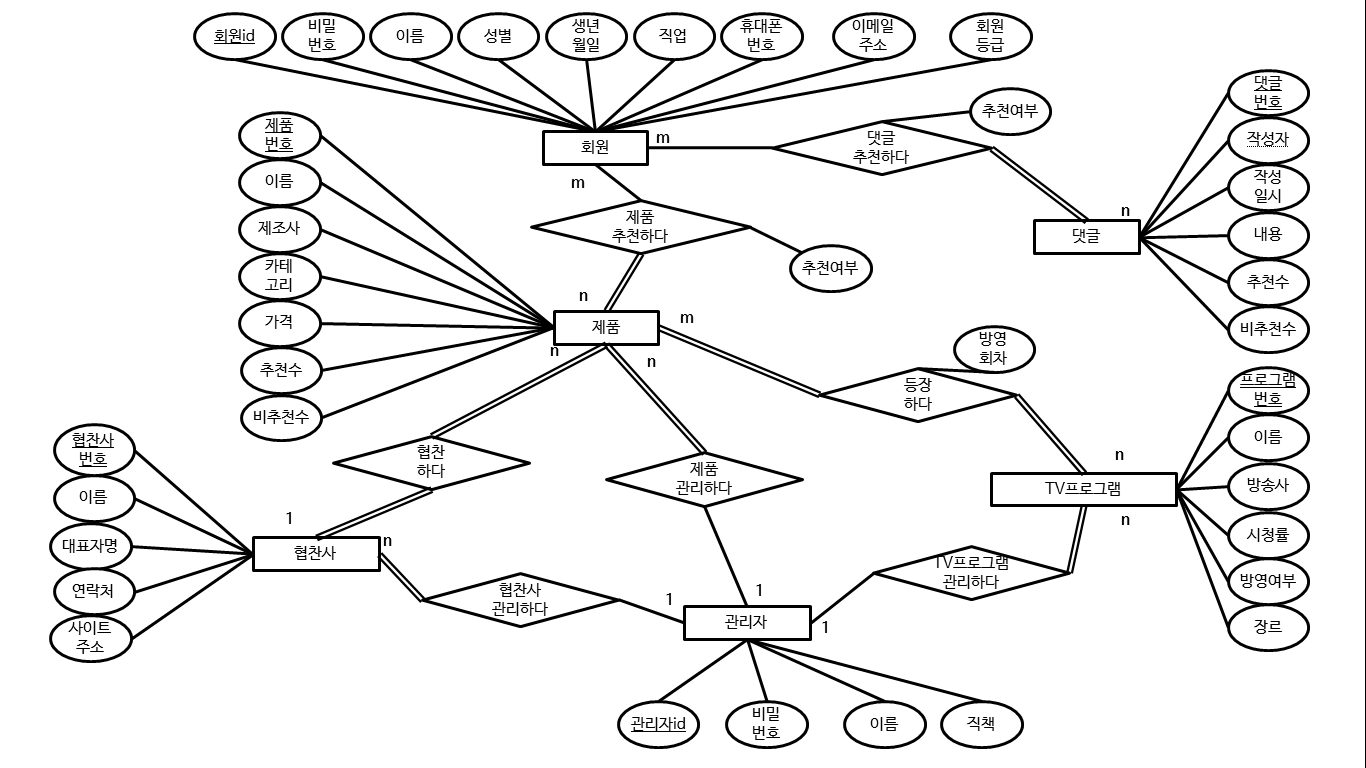 회원id
비밀
번호
이름
성별
생년
월일
직업
휴대폰
번호
이메일
주소
회원
등급
회원
m
댓글
추천하다
추천여부
n
댓글
댓글
번호
작성자
작성
일시
내용
추천수
비추천수
m
제품
추천하다
추천여부
n
제품
번호
이름
제조사
카테
고리
가격
추천수
비추천수
제품
n
n
m
방영
회차
등장
하다
n
TV프로그램
n
프로그램
번호
이름
방송사
시청률
방영여부
장르
협찬
하다
제품
관리하다
협찬사
번호
이름
대표자명
연락처
사이트
주소
1
협찬사
n
협찬사
관리하다
1
1
관리자
1
TV프로그램
관리하다
관리자id
비밀
번호
이름
직책